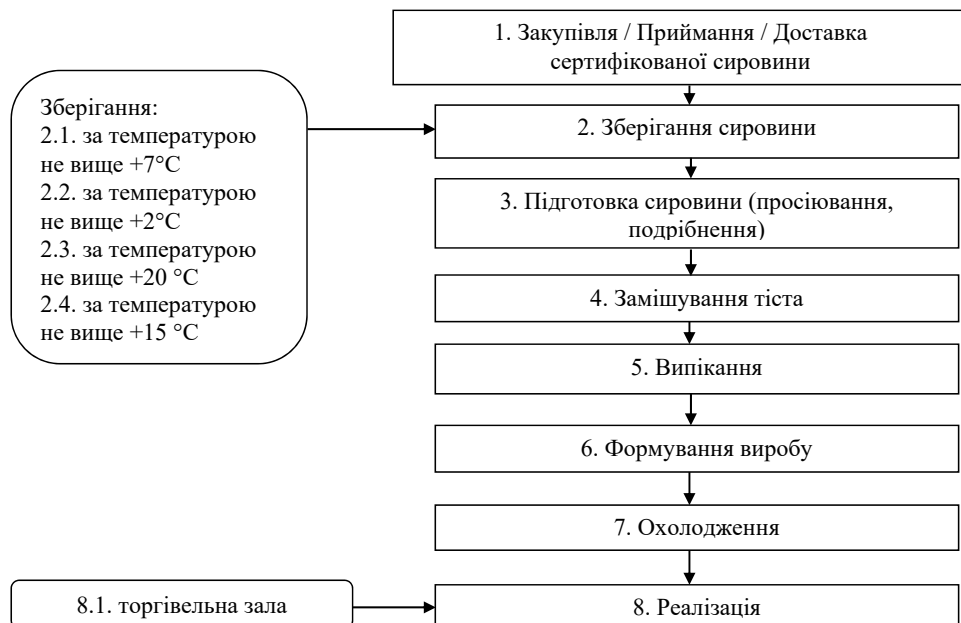 1. Закупівля / Приймання / Доставка
сертифікованої сировини
Зберігання:
2.1. за температурою
не вище +7°C
2.2. за температурою
не вище +2°C
2.3. за температурою
не вище +20 °C
2.4. за температурою
не вище +15 °C
2. Зберігання сировини
3. Підготовка сировини (просіювання,
подрібнення)
4. Замішування тіста
5. Випікання
6. Формування виробу
7. Охолодження
8.1. торгівельна зала
8. Реалізація